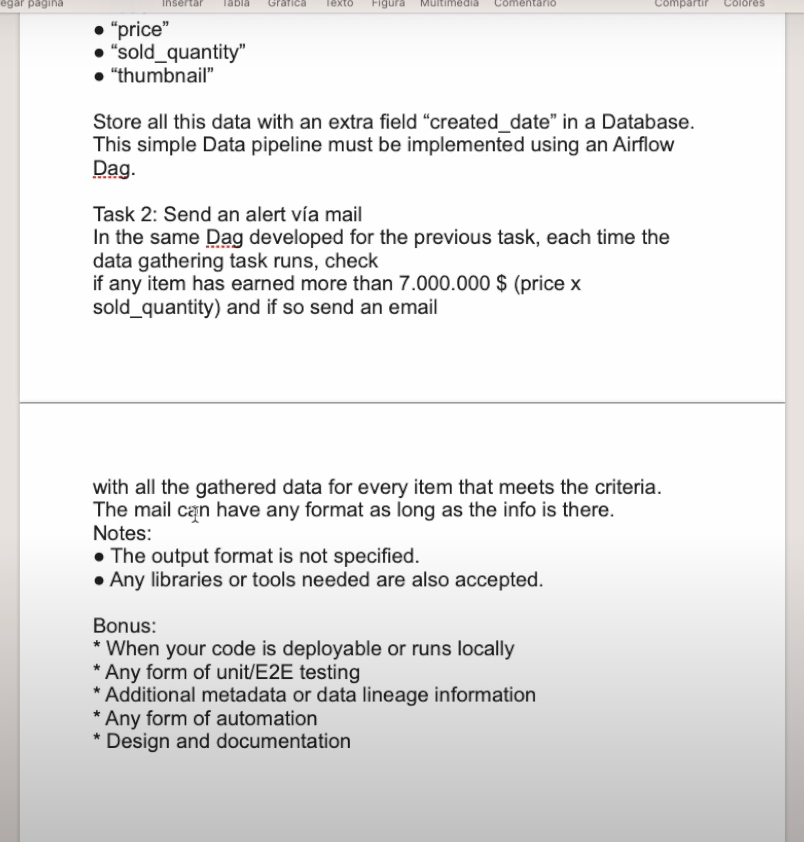 egar página Insertar Tabla Gráfica Texto Figura Multimedia Comentario Compartir Colores
● “price”
● “sold_quantity”
● “thumbnail”
Store all this data with an extra field “created_date” in a Database.
This simple Data pipeline must be implemented using an Airflow
Dag.
Task 2: Send an alert vía mail
In the same Dag developed for the previous task, each time the
data gathering task runs, check
if any item has earned more than 7.000.000 $ (price x
sold_quantity) and if so send an email
with all the gathered data for every item that meets the criteria.
The mail can have any format as long as the info is there.
Notes:
● The output format is not specified.
● Any libraries or tools needed are also accepted.
Bonus:
* When your code is deployable or runs locally
* Any form of unit/E2E testing
* Additional metadata or data lineage information
* Any form of automation
* Design and documentation